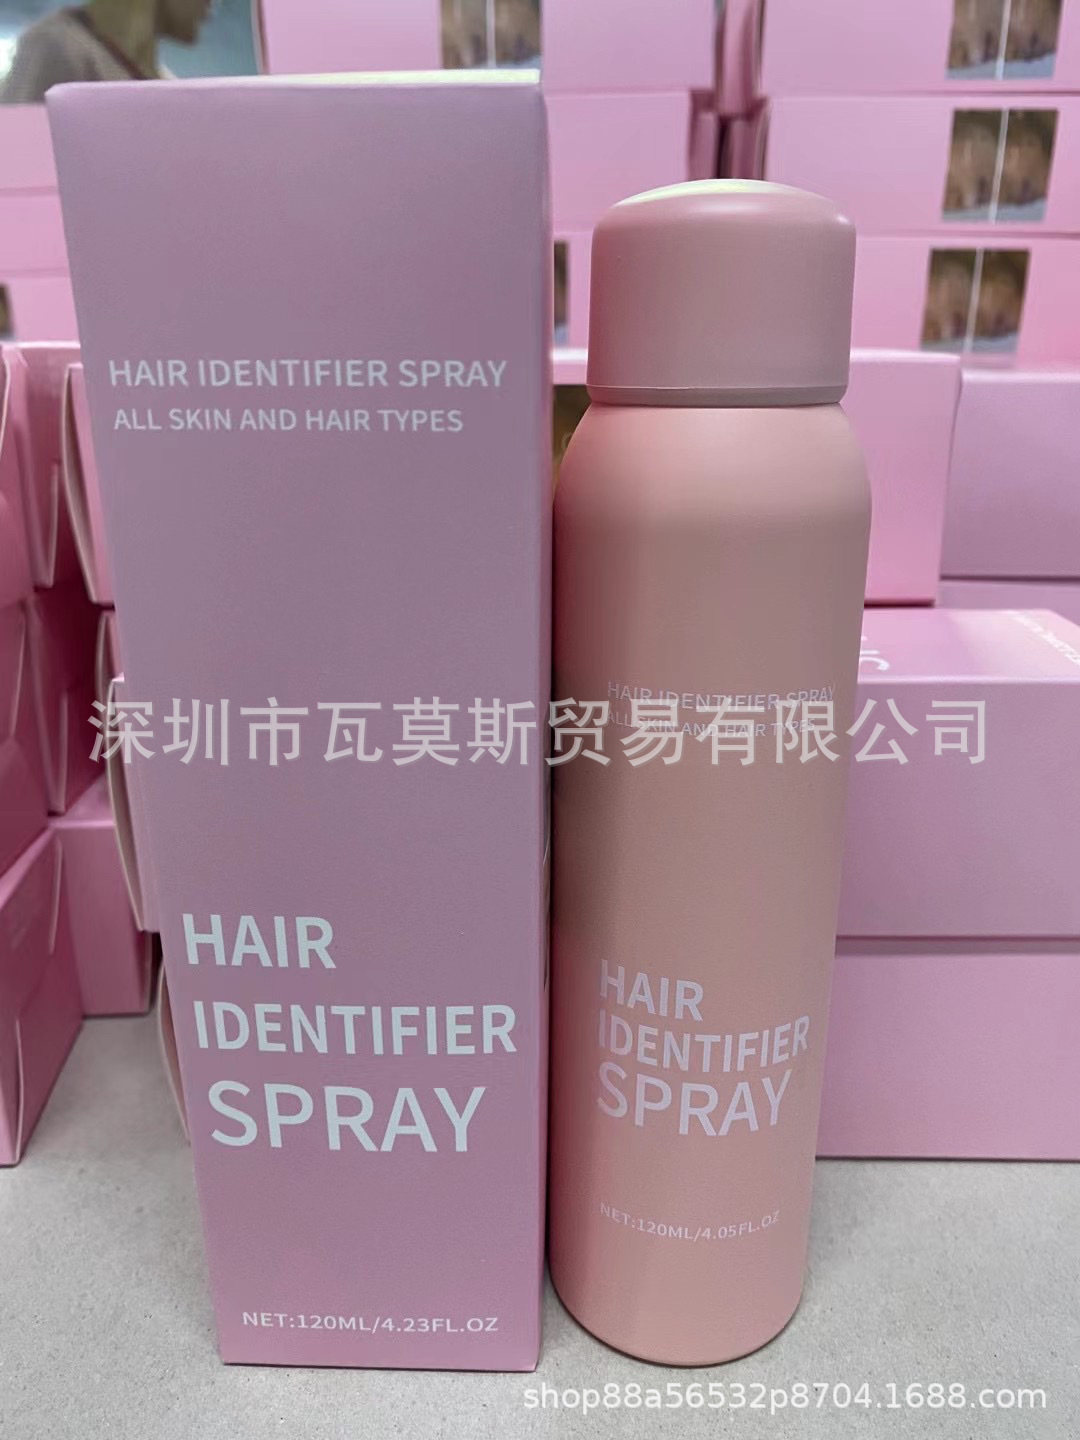 HAIR IDENTIFIER SPRAY
ALL SKIN AND HAIR TYPES
HAIR
IDENTIFIER
SPRAY
NET:120ML/4.23FL.OZ
HAIR IDENTIFIER SPRAY
ALL SKIN AND HAIR TYPES
HAIR
IDENTIFIER
SPRAY
NET:120ML/4.05FL.OZ
深圳市瓦莫斯贸易有限公司
shop88a56532p8704.1688.com